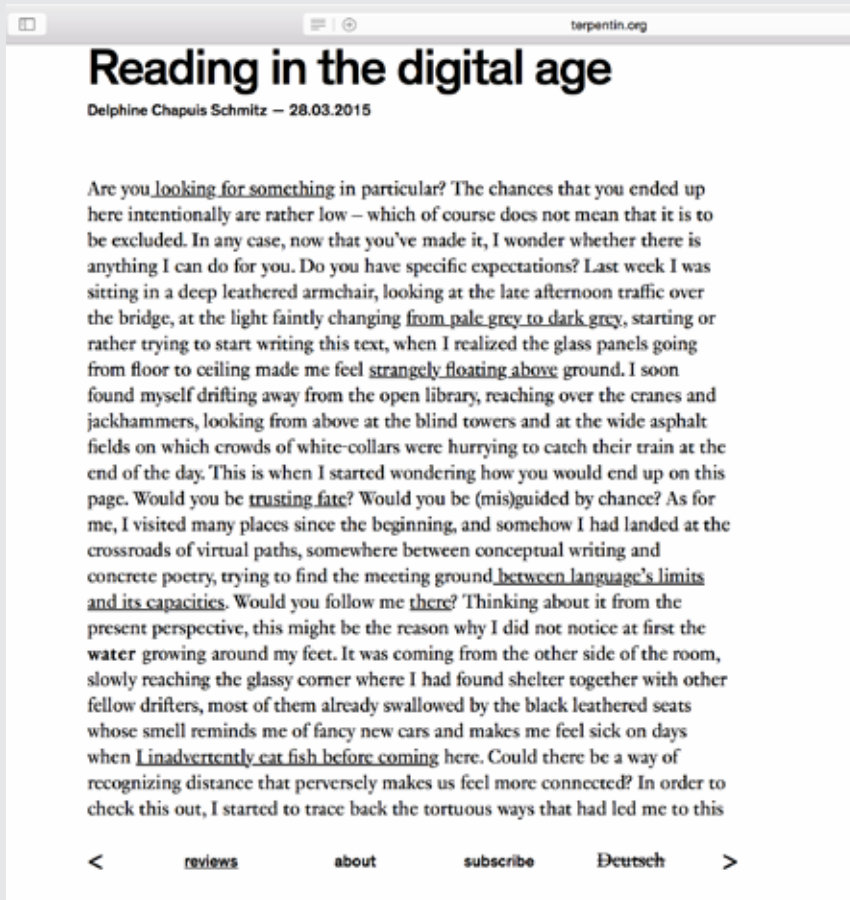 terpentin.org
Reading in the digital age
Delphine Chapuis Schmitz — 28.03.2015
Are you looking for something in particular? The chances that you ended up
here intentionally are rather low – which of course does not mean that it is to
be excluded. In any case, now that you've made it, I wonder whether there is
anything I can do for you. Do you have specific expectations? Last week I was
sitting in a deep leathered armchair, looking at the late afternoon traffic over
the bridge, at the light faintly changing from pale grey to dark grey, starting or
rather trying to start writing this text, when I realized the glass panels going
from floor to ceiling made me feel strangely floating above ground. I soon
found myself drifting away from the open library, reaching over the cranes and
jackhammers, looking from above at the blind towers and at the wide asphalt
fields on which crowds of white-collars were hurrying to catch their train at the
end of the day. This is when I started wondering how you would end up on this
page. Would you be trusting fate? Would you be (mis)guided by chance? As for
me, I visited many places since the beginning, and somehow I had landed at the
crossroads of virtual paths, somewhere between conceptual writing and
concrete poetry, trying to find the meeting ground between language's limits
and its capacities. Would you follow me there? Thinking about it from the
present perspective, this might be the reason why I did not notice at first the
water growing around my feet. It was coming from the other side of the room,
slowly reaching the glassy corner where I had found shelter together with other
fellow drifters, most of them already swallowed by the black leathered seats
whose smell reminds me of fancy new cars and makes me feel sick on days
when I inadvertently eat fish before coming here. Could there be a way of
recognizing distance that perversely makes us feel more connected? In order to
check this out, I started to trace back the tortuous ways that had led me to this
< reviews about subscribe Deutsch >